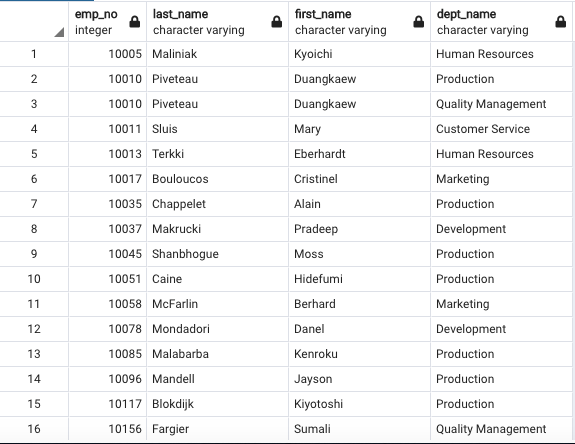 emp_no last_name first_name dept_name
integer character varying character varying character varying
1 10005 Maliniak Kyoichi Human Resources
2 10010 Piveteau Duangkaew Production
3 10010 Piveteau Duangkaew Quality Management
4 10011 Sluis Mary Customer Service
5 10013 Terkki Eberhardt Human Resources
6 10017 Bouloucos Cristinel Marketing
7 10035 Chappelet Alain Production
8 10037 Makrucki Pradeep Development
9 10045 Shanbhogue Moss Production
10 10051 Caine Hidefumi Production
11 10058 McFarlin Berhard Marketing
12 10078 Mondadori Danel Development
13 10085 Malabarba Kenroku Production
14 10096 Mandell Jayson Production
15 10117 Blokdijk Kiyotoshi Production
16 10156 Fargier Sumali Quality Management